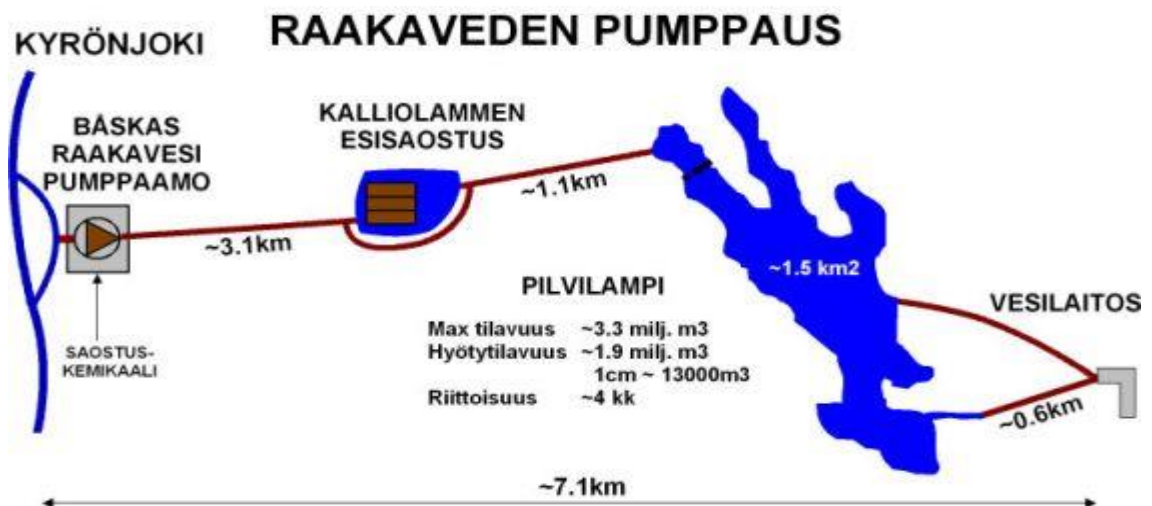 RAAKAVEDEN PUMPPAUS
KYRÖNJOKI
BÅSKAS
RAAKAVESI
PUMPPAAMO
KALLIOLAMMEN
ESISAOSTUS
~1.1km
~3.1km
~1.5 km2
PILVILAMPI
Max tilavuus ~3.3 milj. m3
Hyötytilavuus ~1.9 milj. m3
1cm ~ 13000m3
Riittoisuus ~4 kk
VESILAITOS
SAOSTUS-
KEMIKAALI
~0.6km
~7.1km